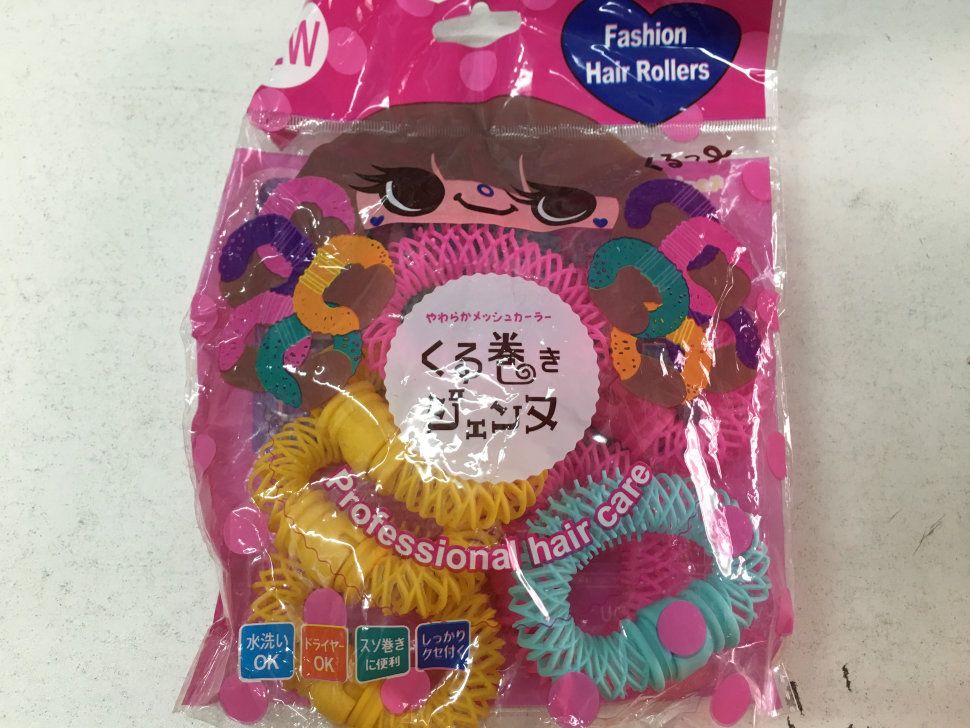 Fashion
Hair Rollers
くるっ
やわらかメッシュカーラー
くる巻き
ジェンヌ
Professional hair care
水洗い
OK
ドライヤー
OK
スソ巻き
に便利
しっかり
クセ付く